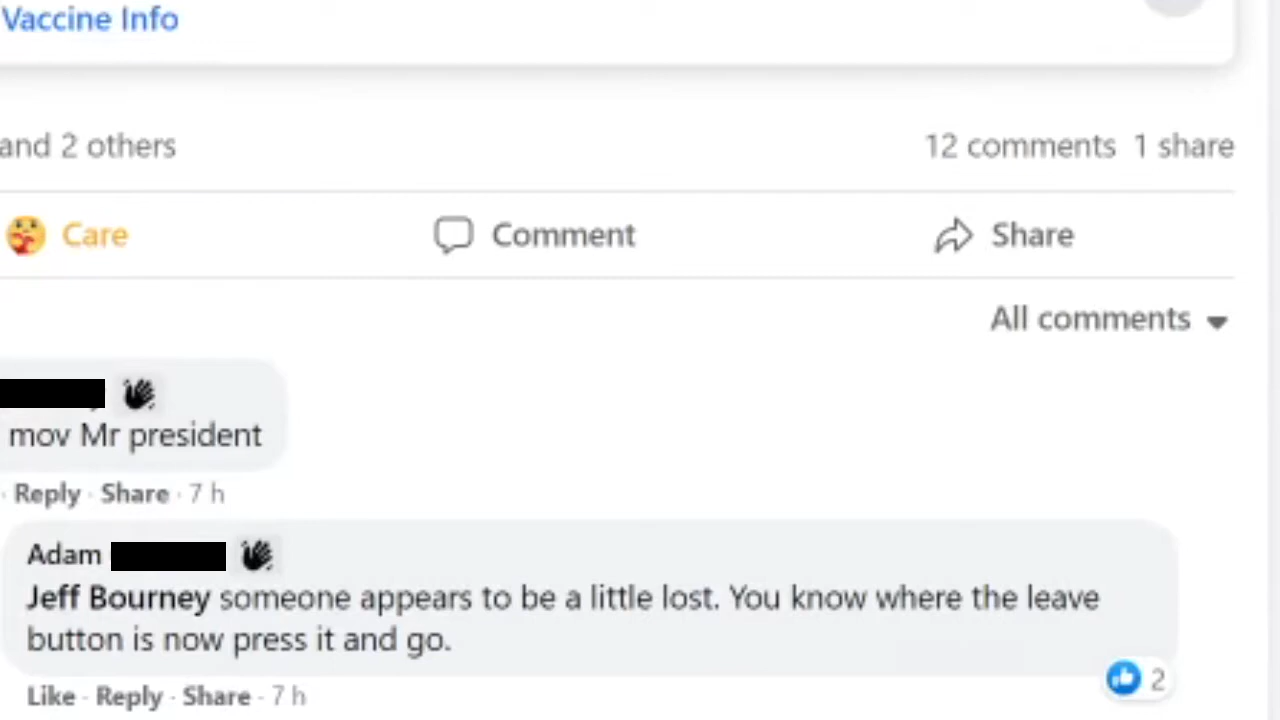 Vaccine Info
and 2 others
12 comments 1 share
Care
Comment
Share
All comments
mov Mr president
Reply · Share · 7 h
Adam
Jeff Bourney someone appears to be a little lost. You know where the leave
button is now press it and go.
Like · Reply · Share · 7 h
2